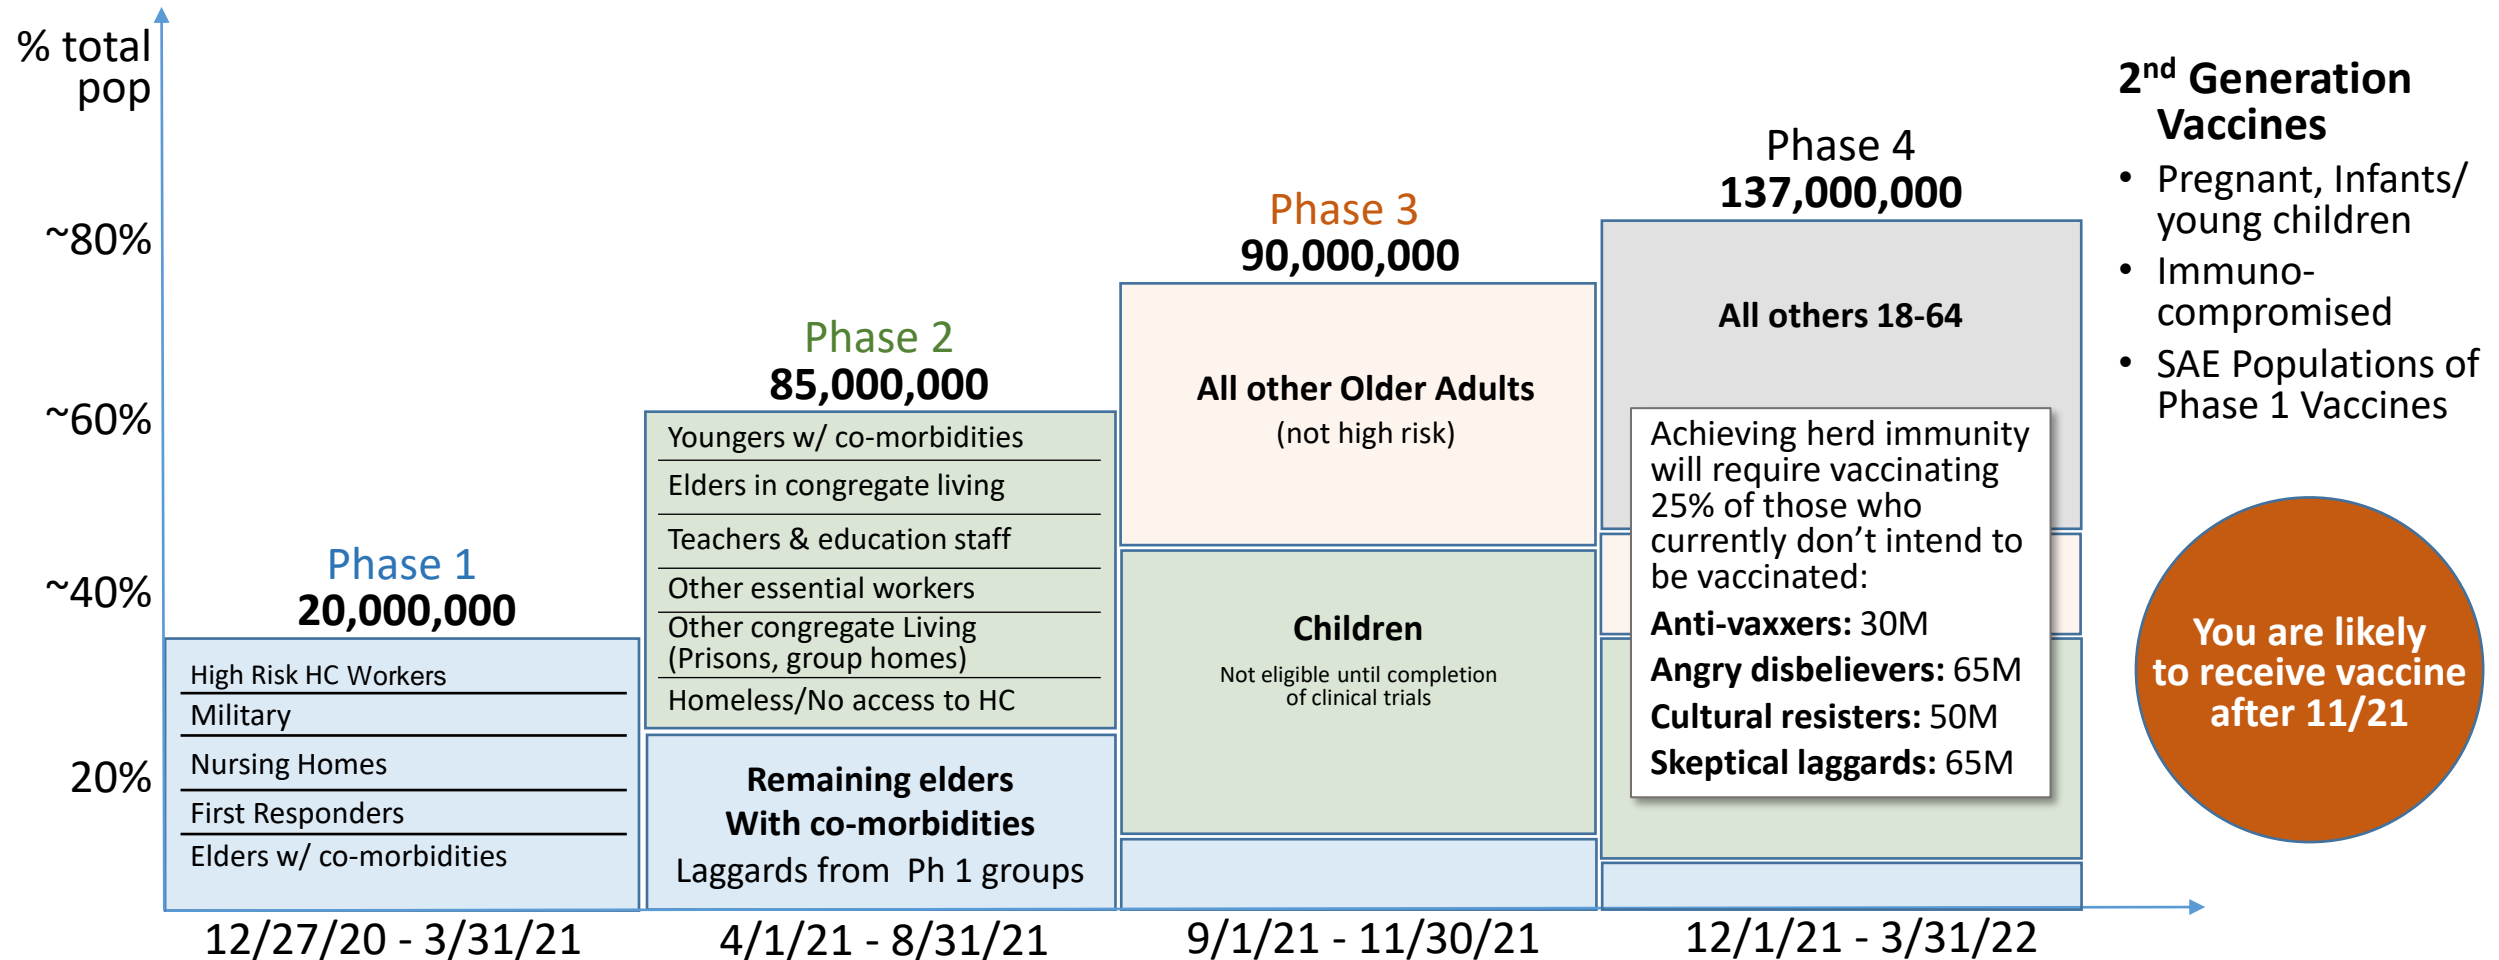 % total
pop
~80%
~60%
~40%
20%
Phase 1
20,000,000
High Risk HC Workers
Military
Nursing Homes
First Responders
Elders w/ co-morbidities
12/27/20 - 3/31/21
Phase 2
85,000,000
Youngers w/ co-morbidities
Elders in congregate living
Teachers & education staff
Other essential workers
Other congregate Living
(Prisons, group homes)
Homeless/No access to HC
Remaining elders
With co-morbidities
Laggards from Ph 1 groups
4/1/21 - 8/31/21
Phase 3
90,000,000
All other Older Adults
(not high risk)
Children
Not eligible until completion
of clinical trials
9/1/21 - 11/30/21
Phase 4
137,000,000
All others 18-64
Achieving herd immunity
will require vaccinating
25% of those who
currently don't intend to
be vaccinated:
Anti-vaxxers: 30M
Angry disbelievers: 65M
Cultural resisters: 50M
Skeptical laggards: 65M
12/1/21 - 3/31/22
2nd Generation
Vaccines
• Pregnant, Infants/
young children
• Immuno-
compromised
• SAE Populations of
Phase 1 Vaccines
You are likely
to receive vaccine
after 11/21